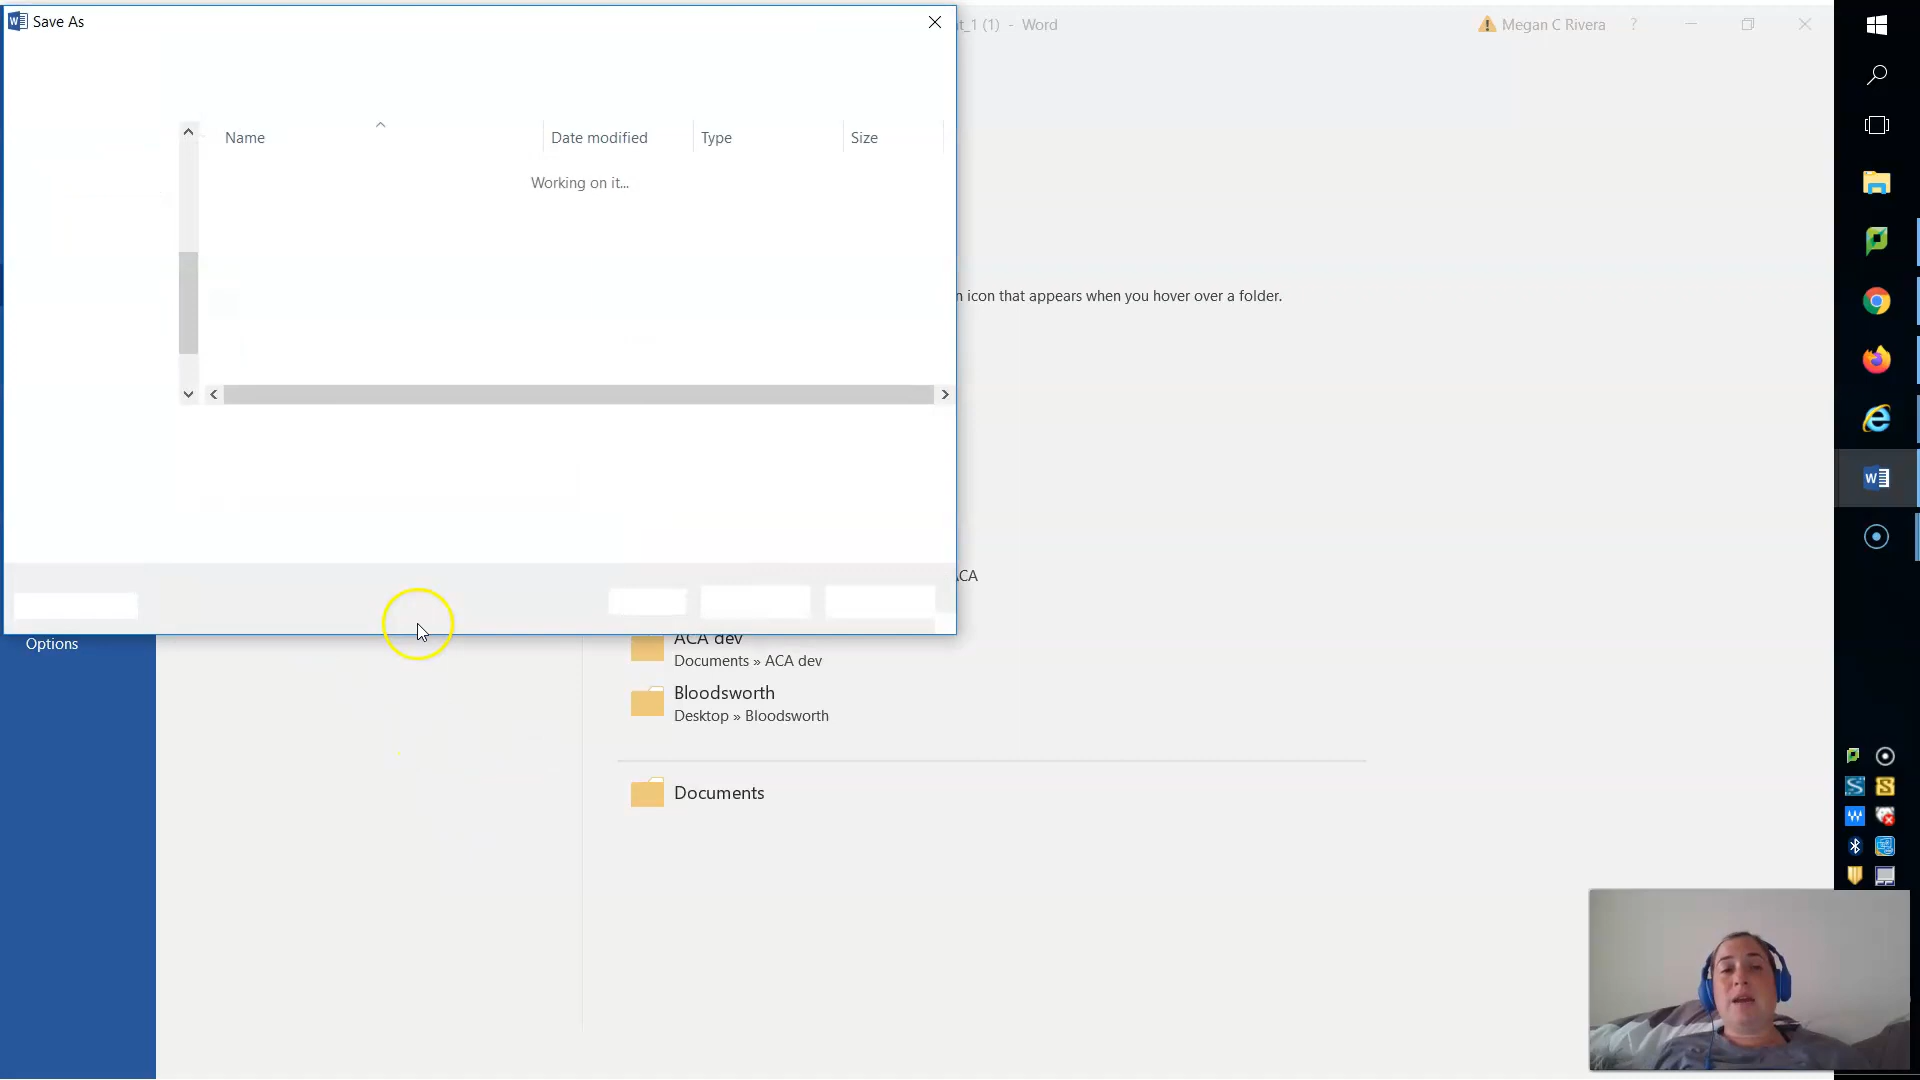 Save As
t_1 (1) - Word
Megan C Rivera
?
Name
Date modified
Type
Size
Working on it...
n icon that appears when you hover over a folder.
CA
Options
ACA dev
Documents » ACA dev
Bloodsworth
Desktop » Bloodsworth
Documents